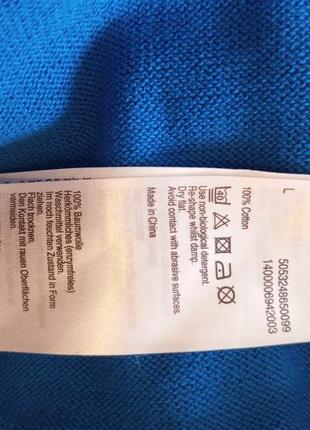 L
5053248650099
1400006942003
100% Cotton
Use non-biological detergent.
Re-shape whilst damp.
Dry flat
Avoid contact with abrasive surfaces.
Made in China
100% Baumwolle
Herkömmliches (enzymfreies)
Waschmittel verwenden.
Im noch feuchten Zustand in Form
ziehen.
Flach trocknen.
Den Kontakt mit rauen Oberflächen
vermeiden.